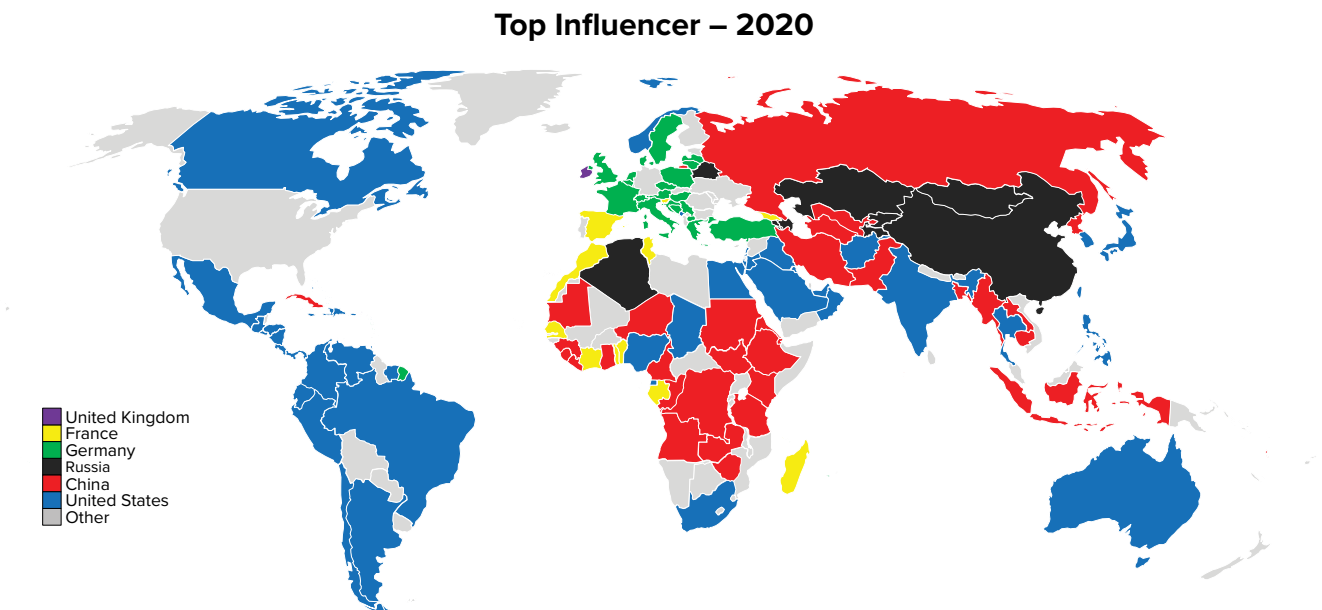 Top Influencer – 2020
United Kingdom
France
Germany
Russia
China
United States
Other